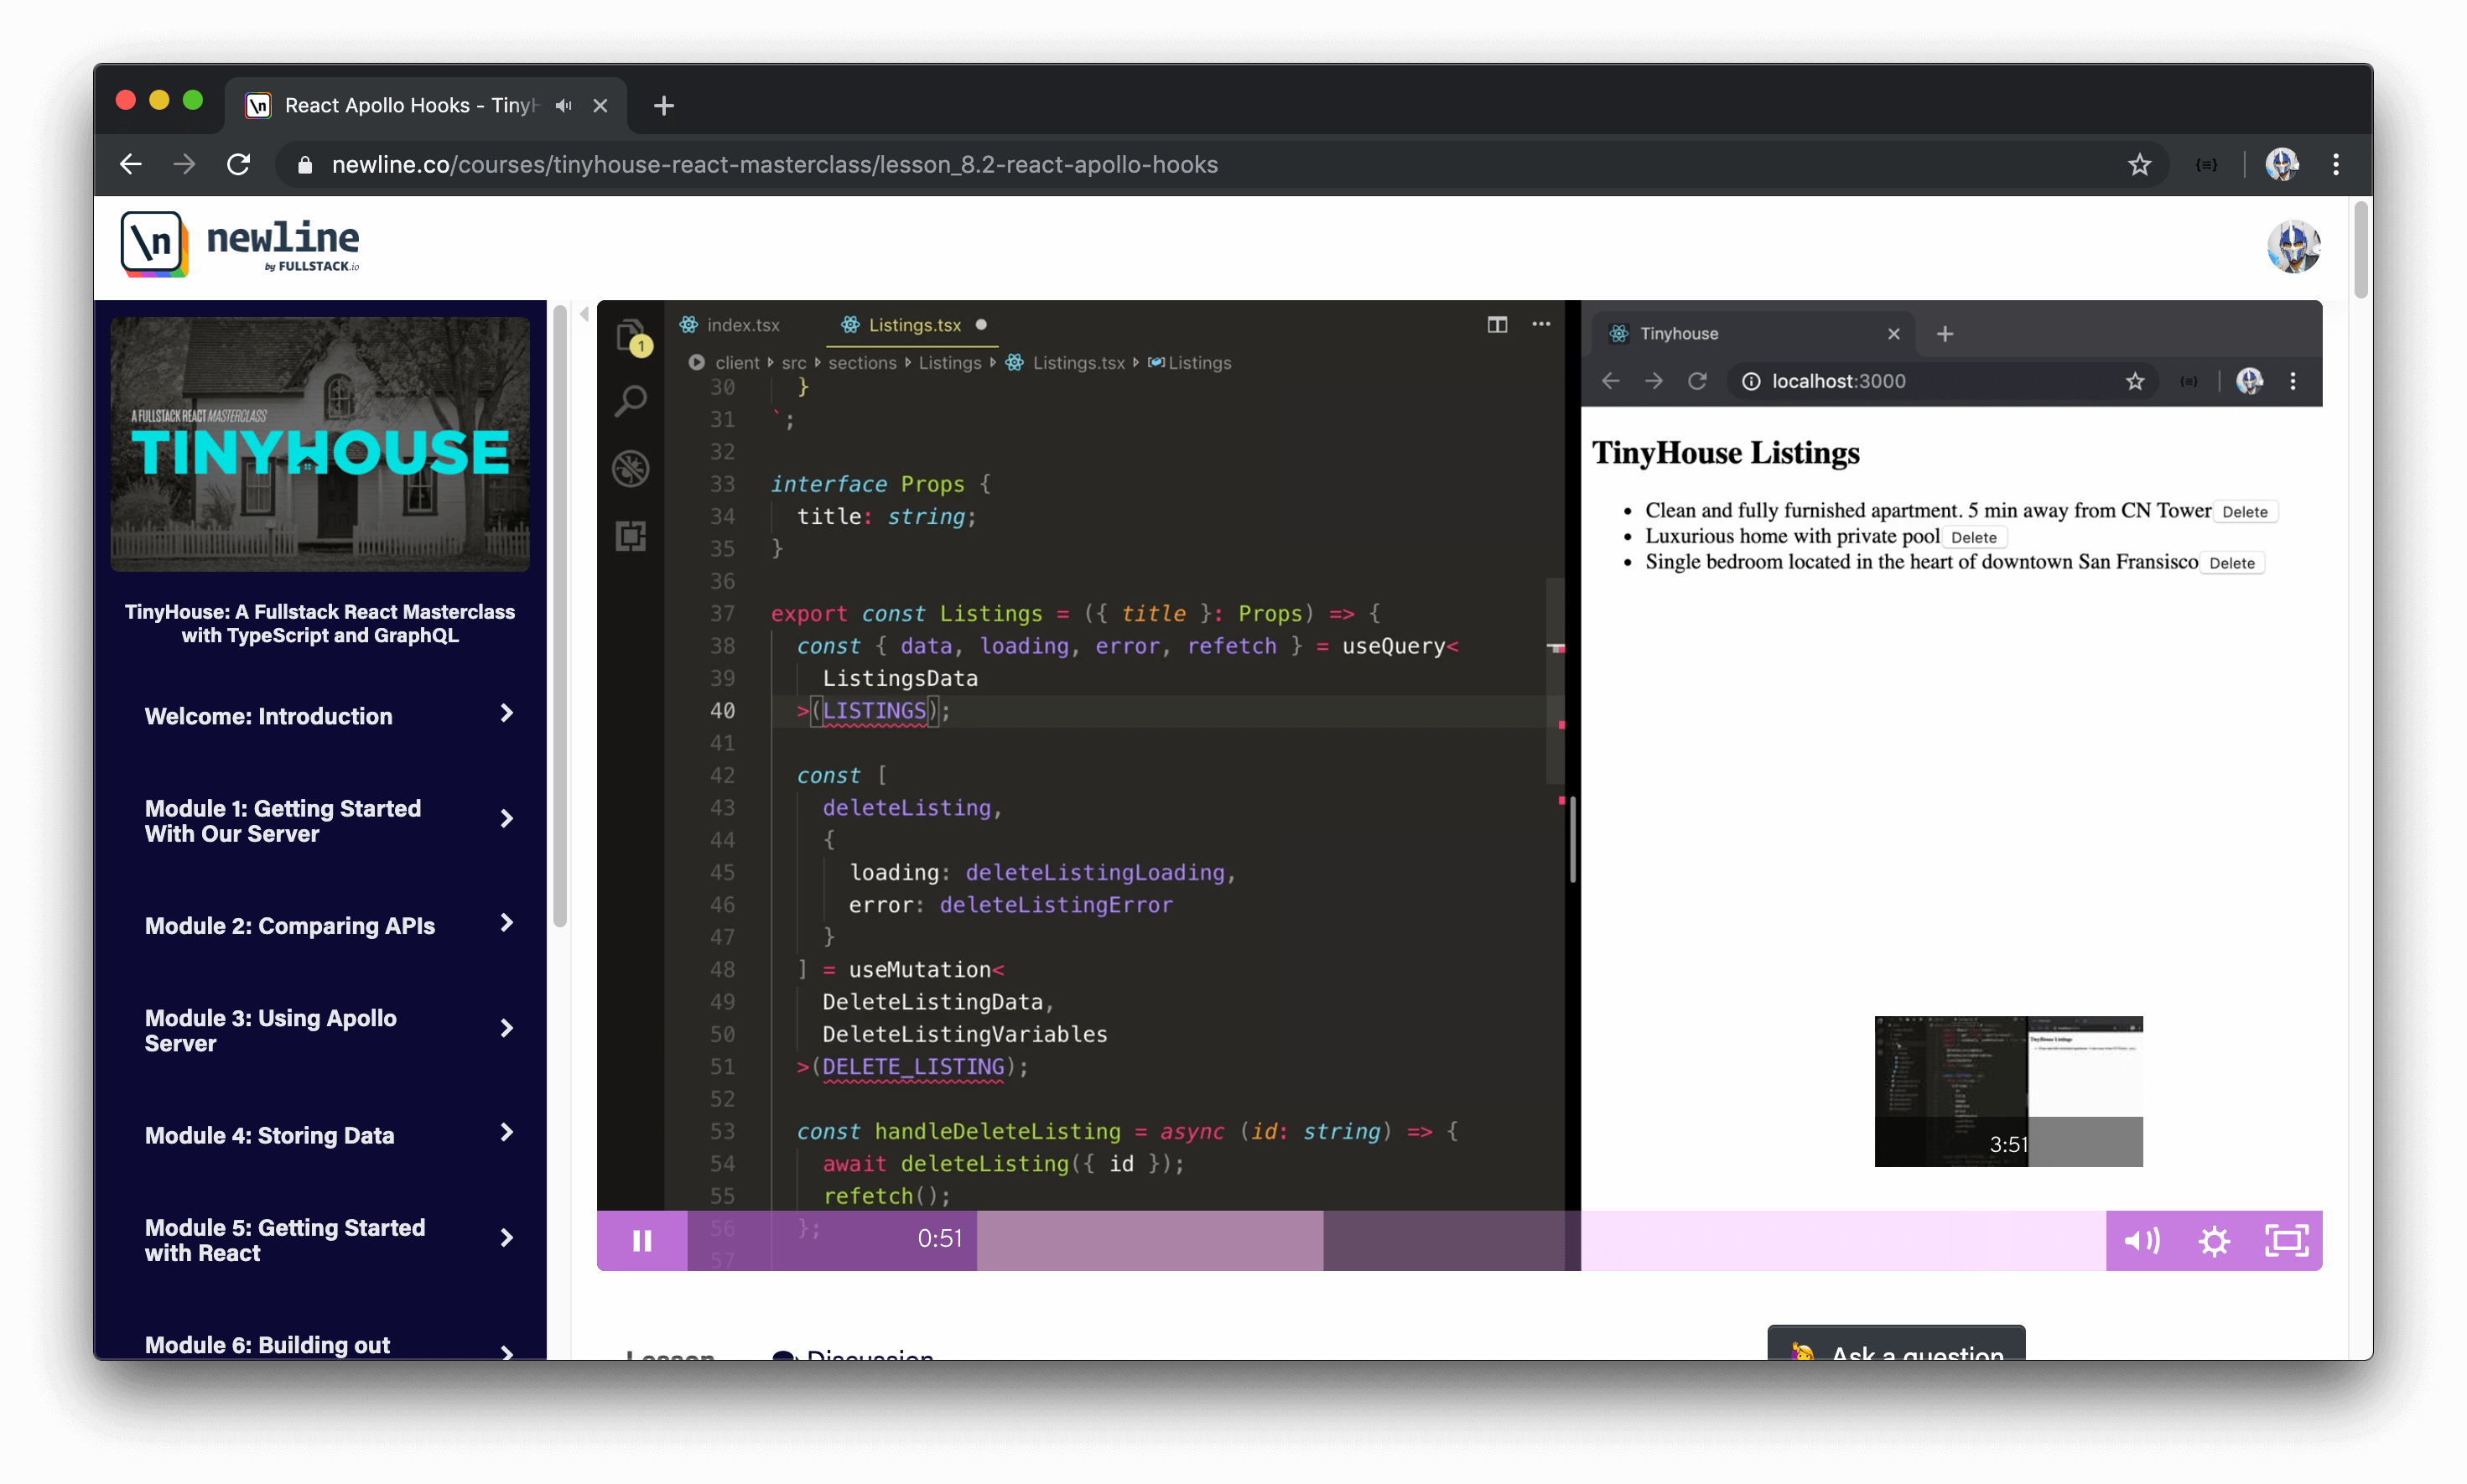 \n React Apollo Hooks - Tiny
newline.co/courses/tinyhouse-react-masterclass/lesson_8.2-react-apollo-hooks
\n newline
by FULLSTACK.io
A FULLSTACK REACT MASTERCLASS
TINYHOUSE
TinyHouse: A Fullstack React Masterclass
with TypeScript and GraphQL
Welcome: Introduction
Module 1: Getting Started
With Our Server
Module 2: Comparing APIs
Module 3: Using Apollo
Server
Module 4: Storing Data
Module 5: Getting Started
with React
Module 6: Building out
1
index.tsx Listings.tsx
client src sections Listings Listings.tsx Listings
30 }
31 `;
32
33 interface Props {
34 title: string;
35 }
36
37 export const Listings = ({ title }: Props) => {
38 const { data, loading, error, refetch } = useQuery<
39 ListingsData
40 >(LISTINGS);
41
42 const [
43 deleteListing,
44 {
45 loading: deleteListingLoading,
46 error: deleteListingError
47 }
48 ] = useMutation<
49 DeleteListingData,
50 DeleteListingVariables
51 >(DELETE_LISTING);
52
53 const handleDeleteListing = async (id: string) => {
54 await deleteListing({ id });
55 refetch();
56 };
57
Tinyhouse
localhost:3000
TinyHouse Listings
Clean and fully furnished apartment. 5 min away from CN Tower Delete
Luxurious home with private pool Delete
Single bedroom located in the heart of downtown San Fransisco Delete
3:51
0:51
Lesson Discussion
Ask a question